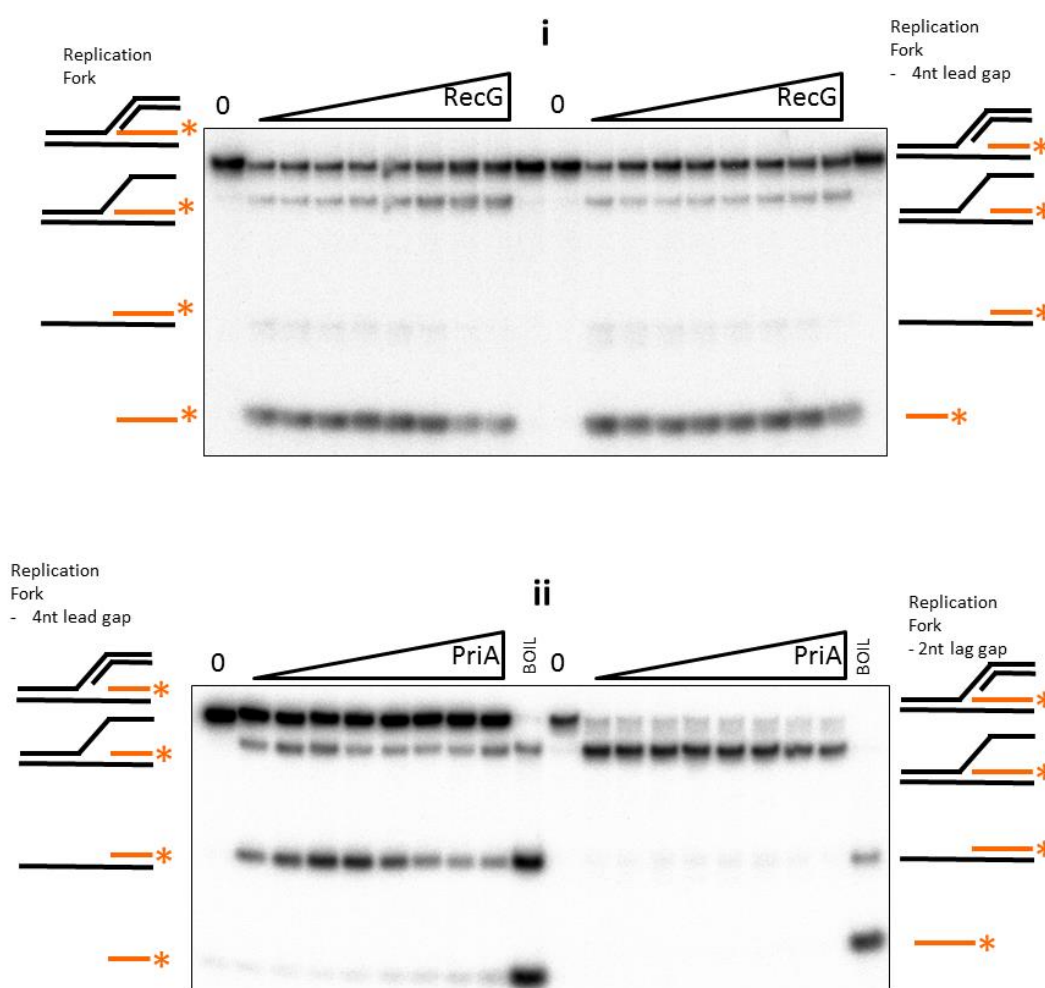 i
Replication
Fork
0
RecG
0
RecG
Replication
Fork
- 4nt lead gap
*
*
*
*
*
*
*
*
ii
Replication
Fork
- 4nt lead gap
0
PriA
BOIL
0
PriA
BOIL
Replication
Fork
- 2nt lag gap
*
*
*
*
*
*
*
*